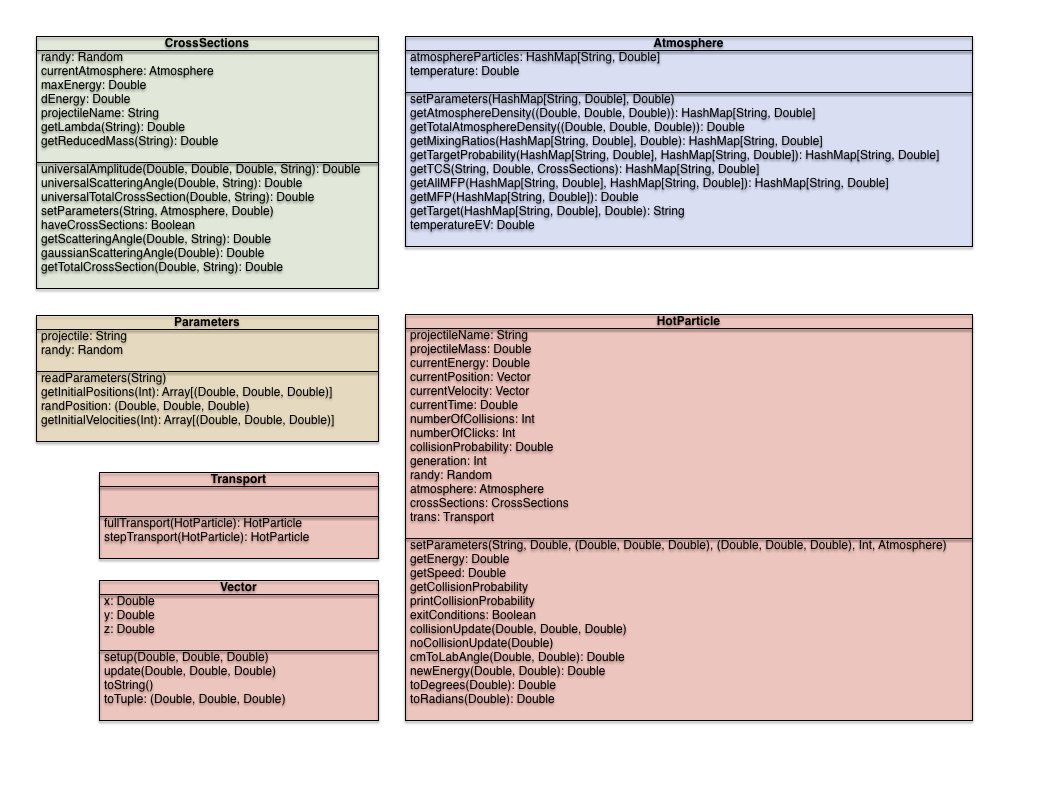 CrossSections
randy: Random
currentAtmosphere: Atmosphere
maxEnergy: Double
dEnergy: Double
projectileName: String
getLambda(String): Double
getReducedMass(String): Double
universalAmplitude(Double, Double, Double, String): Double
universalScatteringAngle(Double, String): Double
universalTotalCrossSection(Double, String): Double
setParameters(String, Atmosphere, Double)
haveCrossSections: Boolean
getScatteringAngle(Double, String): Double
gaussianScatteringAngle(Double): Double
getTotalCrossSection(Double, String): Double
Atmosphere
atmosphereParticles: HashMap[String, Double]
temperature: Double
setParameters(HashMap[String, Double], Double)
getAtmosphereDensity((Double, Double, Double)): HashMap[String, Double]
getTotalAtmosphereDensity((Double, Double, Double)): Double
getMixingRatios(HashMap[String, Double], Double): HashMap[String, Double]
getTargetProbability(HashMap[String, Double], HashMap[String, Double]): HashMap[String, Double]
getTCS(String, Double, CrossSections): HashMap[String, Double]
getAllMFP(HashMap[String, Double], HashMap[String, Double]): HashMap[String, Double]
getMFP(HashMap[String, Double]): Double
getTarget(HashMap[String, Double], Double): String
temperatureEV: Double
Parameters
projectile: String
randy: Random
readParameters(String)
getInitialPositions(Int): Array[(Double, Double, Double)]
randPosition: (Double, Double, Double)
getInitialVelocities(Int): Array[(Double, Double, Double)]
Transport
fullTransport(HotParticle): HotParticle
stepTransport(HotParticle): HotParticle
Vector
x: Double
y: Double
z: Double
setup(Double, Double, Double)
update(Double, Double, Double)
toString()
toTuple: (Double, Double, Double)
HotParticle
projectileName: String
projectileMass: Double
currentEnergy: Double
currentPosition: Vector
currentVelocity: Vector
currentTime: Double
numberOfCollisions: Int
numberOfClicks: Int
collisionProbability: Double
generation: Int
randy: Random
atmosphere: Atmosphere
crossSections: CrossSections
trans: Transport
setParameters(String, Double, (Double, Double, Double), (Double, Double, Double), Int, Atmosphere)
getEnergy: Double
getSpeed: Double
getCollisionProbability
printCollisionProbability
exitConditions: Boolean
collisionUpdate(Double, Double, Double)
noCollisionUpdate(Double)
cmToLabAngle(Double, Double): Double
newEnergy(Double, Double): Double
toDegrees(Double): Double
toRadians(Double): Double